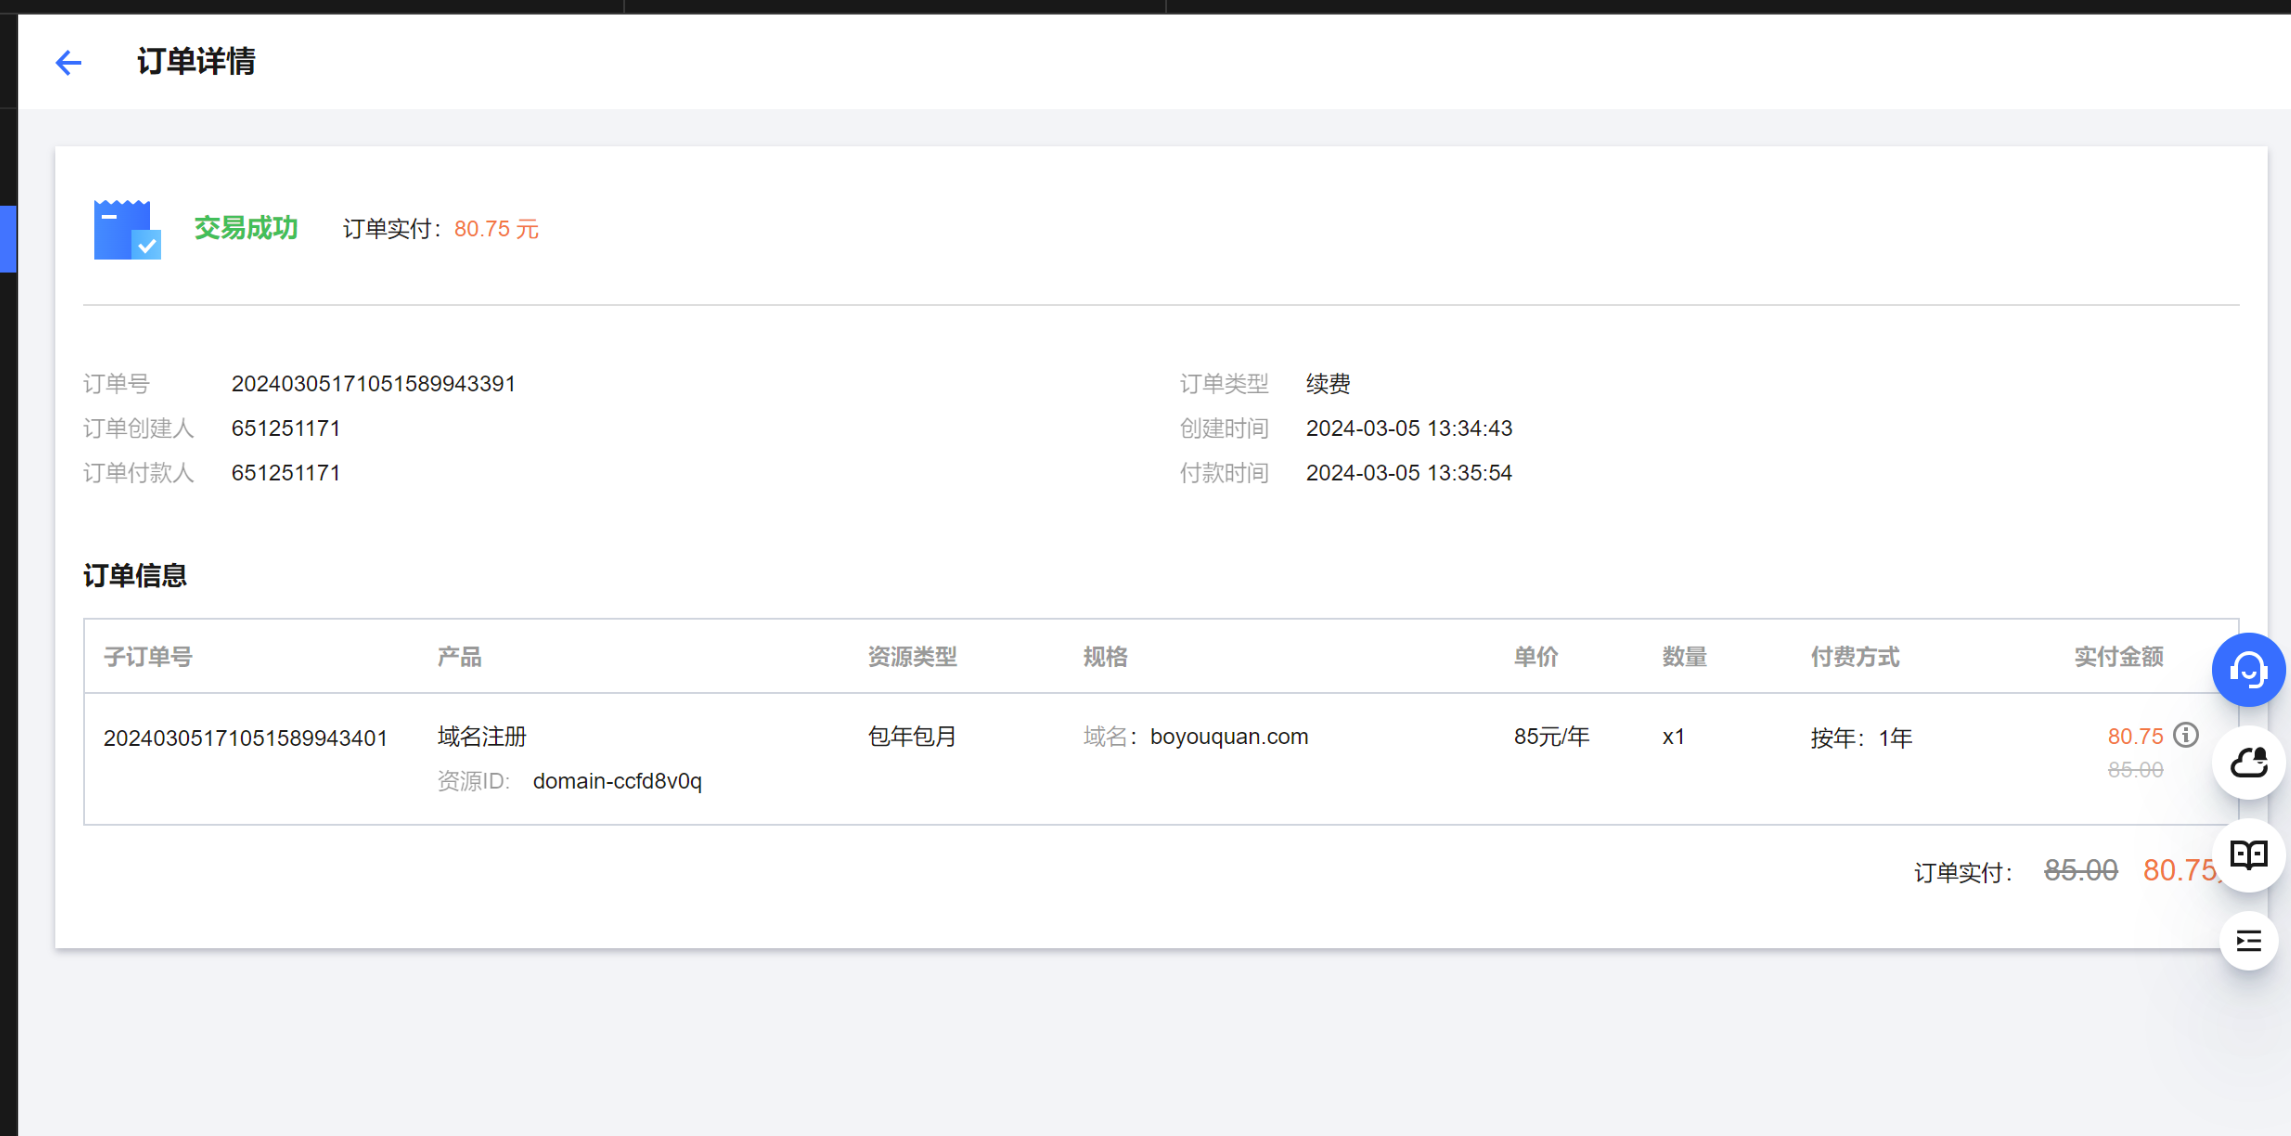 订单详情
交易成功 订单实付：80.75 元
订单号 20240305171051589943391 订单类型 续费
订单创建人 651251171 创建时间 2024-03-05 13:34:43
订单付款人 651251171 付款时间 2024-03-05 13:35:54
订单信息
子订单号 产品 资源类型 规格 单价 数量 付费方式 实付金额
20240305171051589943401 域名注册 包年包月 域名：boyouquan.com 85元/年 x1 按年：1年 80.75
资源ID: domain-ccfd8v0q 85.00
订单实付： 85.00 80.75